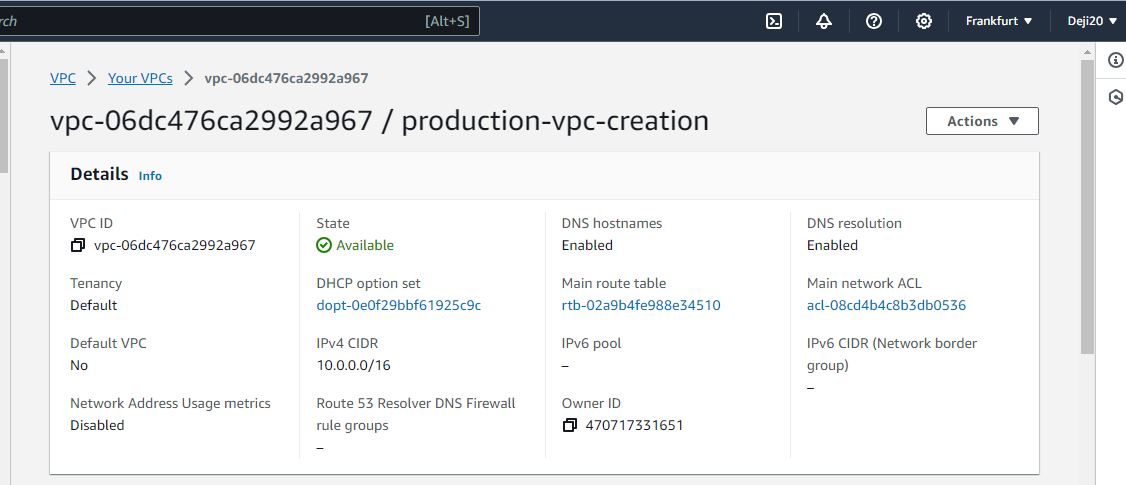 rch [Alt+S] Frankfurt ▼ Deji20 ▼
VPC > Your VPCs > vpc-06dc476ca2992a967
vpc-06dc476ca2992a967 / production-vpc-creation
Actions ▼
Details Info
VPC ID State DNS hostnames DNS resolution
vpc-06dc476ca2992a967 Available Enabled Enabled
Tenancy DHCP option set Main route table Main network ACL
Default dopt-0e0f29bbf61925c9c rtb-02a9b4fe988e34510 acl-08cd4b4c8b3db0536
Default VPC IPv4 CIDR IPv6 pool IPv6 CIDR (Network border
No 10.0.0.0/16 – group)
–
Network Address Usage metrics Route 53 Resolver DNS Firewall Owner ID
Disabled rule groups 470717331651
–